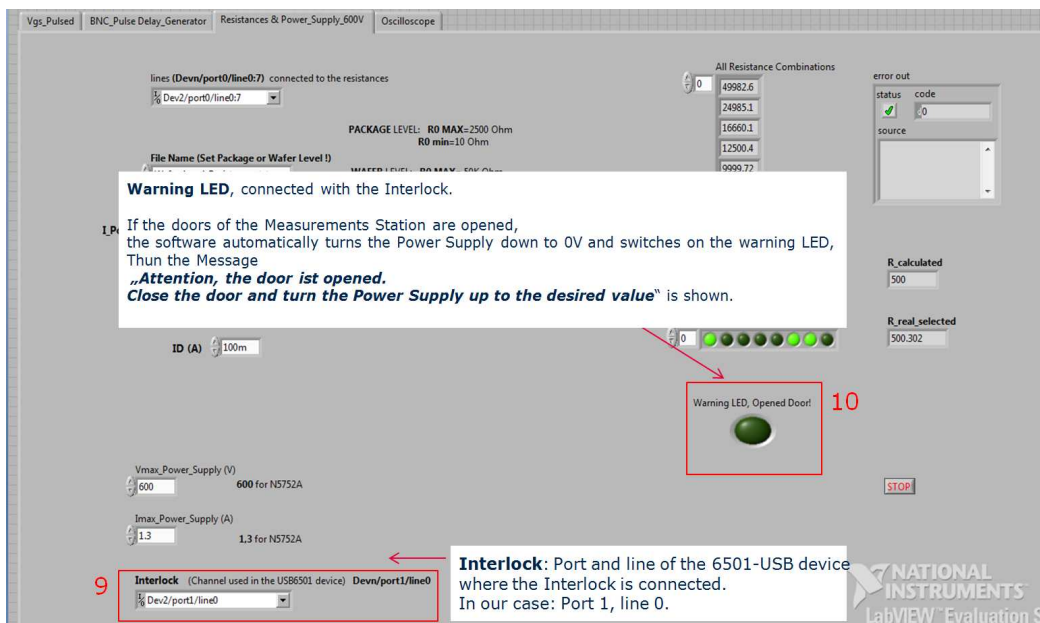 Vgs_Pulsed
BNC_Pulse Delay_Generator
Resistances & Power_Supply_600V
Oscilloscope
lines (Devn/port0/line0:7) connected to the resistances
Dev2/port0/line0:7
PACKAGE LEVEL: R0 MAX=2500 Ohm
R0 min=10 Ohm
File Name (Set Package or Wafer Level !)
All Resistance Combinations
0
49982.6
24985.1
16660.1
12500.4
9999.72
error out
status code
0
source
Warning LED, connected with the Interlock.
If the doors of the Measurements Station are opened,
the software automatically turns the Power Supply down to 0V and switches on the warning LED,
Thun the Message
„Attention, the door ist opened.
Close the door and turn the Power Supply up to the desired value“ is shown.
R_calculated
500
R_real_selected
500.302
ID (A) 100m
0
Warning LED, Opened Door!
10
Vmax_Power_Supply (V)
600
600 for N5752A
STOP
Imax_Power_Supply (A)
1.3
1,3 for N5752A
9
Interlock (Channel used in the USB6501 device) Devn/port1/line0
Dev2/port1/line0
Interlock: Port and line of the 6501-USB device
where the Interlock is connected.
In our case: Port 1, line 0.
NATIONAL
INSTRUMENTS
LabVIEW™ Evaluation S